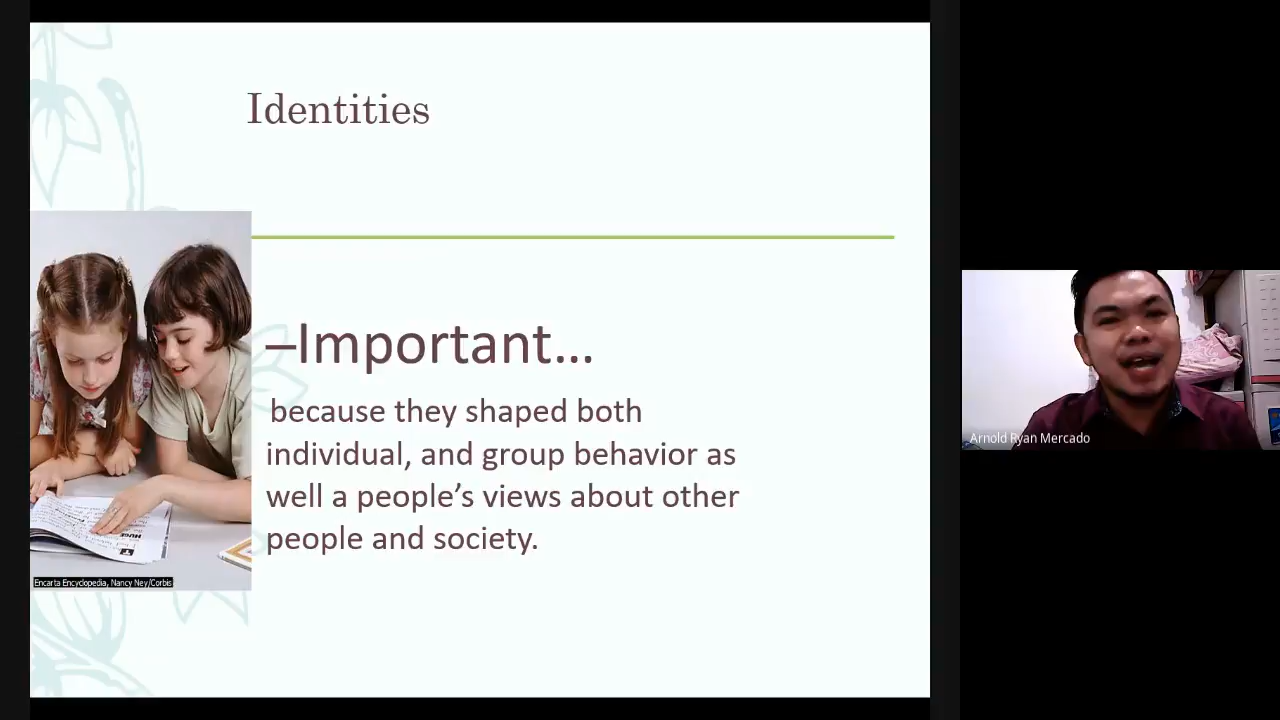 Identities
–Important...
because they shaped both
individual, and group behavior as
well a people's views about other
people and society.
Encarta Encyclopedia, Nancy Ney/Corbis
Arnold Ryan Mercado